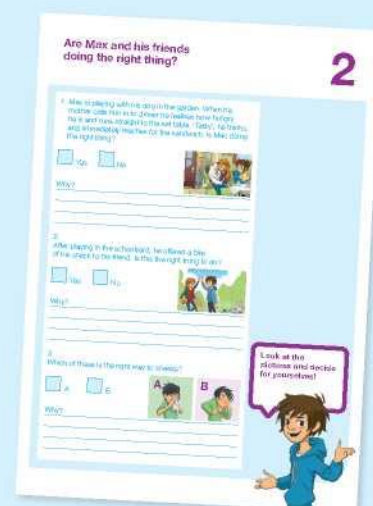 Are Max and his friends
doing the right thing?
2
1. Max is playing with his dog in the garden. When his
mother calls him in to dinner he realises how hungry
he is and runs straight to the set table. "Tasty", he thinks,
and immediately reaches for the sandwich. Is Max doing
the right thing?
Yes No
Why?
2.
After playing in the schoolyard, he offered a bite
of his snack to his friend. Is this the right thing to do?
Yes No
Why?
3.
Which of these is the right way to sneeze?
A B
A B
Why?
Look at the
pictures and decide
for yourselves!